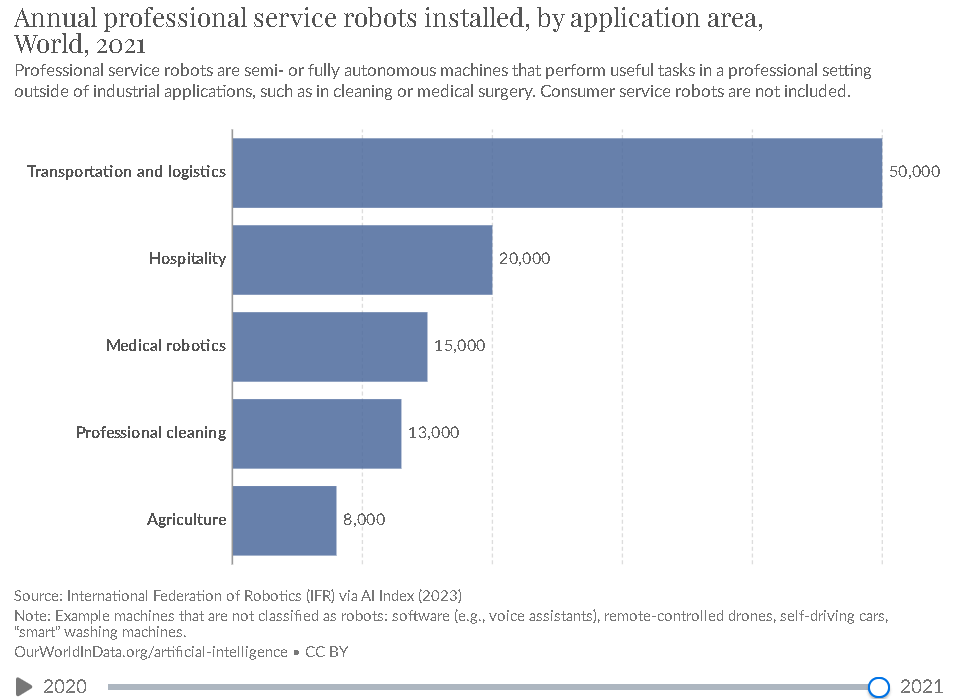 Annual professional service robots installed, by application area,
World, 2021
Professional service robots are semi- or fully autonomous machines that perform useful tasks in a professional setting
outside of industrial applications, such as in cleaning or medical surgery. Consumer service robots are not included.
Transportation and logistics 50,000
Hospitality 20,000
Medical robotics 15,000
Professional cleaning 13,000
Agriculture 8,000
Source: International Federation of Robotics (IFR) via AI Index (2023)
Note: Example machines that are not classified as robots: software (e.g., voice assistants), remote-controlled drones, self-driving cars,
“smart” washing machines.
OurWorldInData.org/artificial-intelligence • CC BY
2020 2021